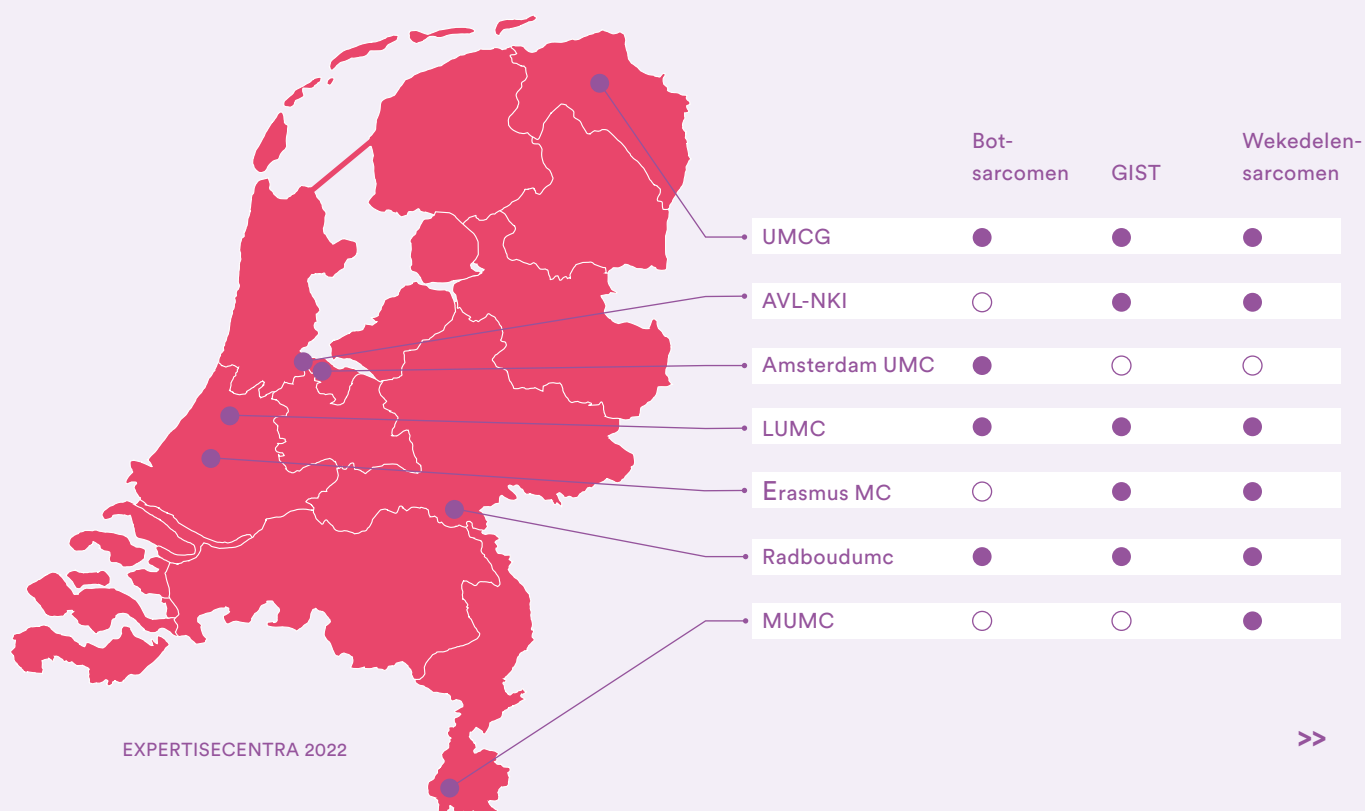 Bot-
sarcomen
GIST
Wekedelen-
sarcomen
UMCG
AVL-NKI
Amsterdam UMC
LUMC
Erasmus MC
Radboudumc
MUMC
EXPERTISECENTRA 2022
>>